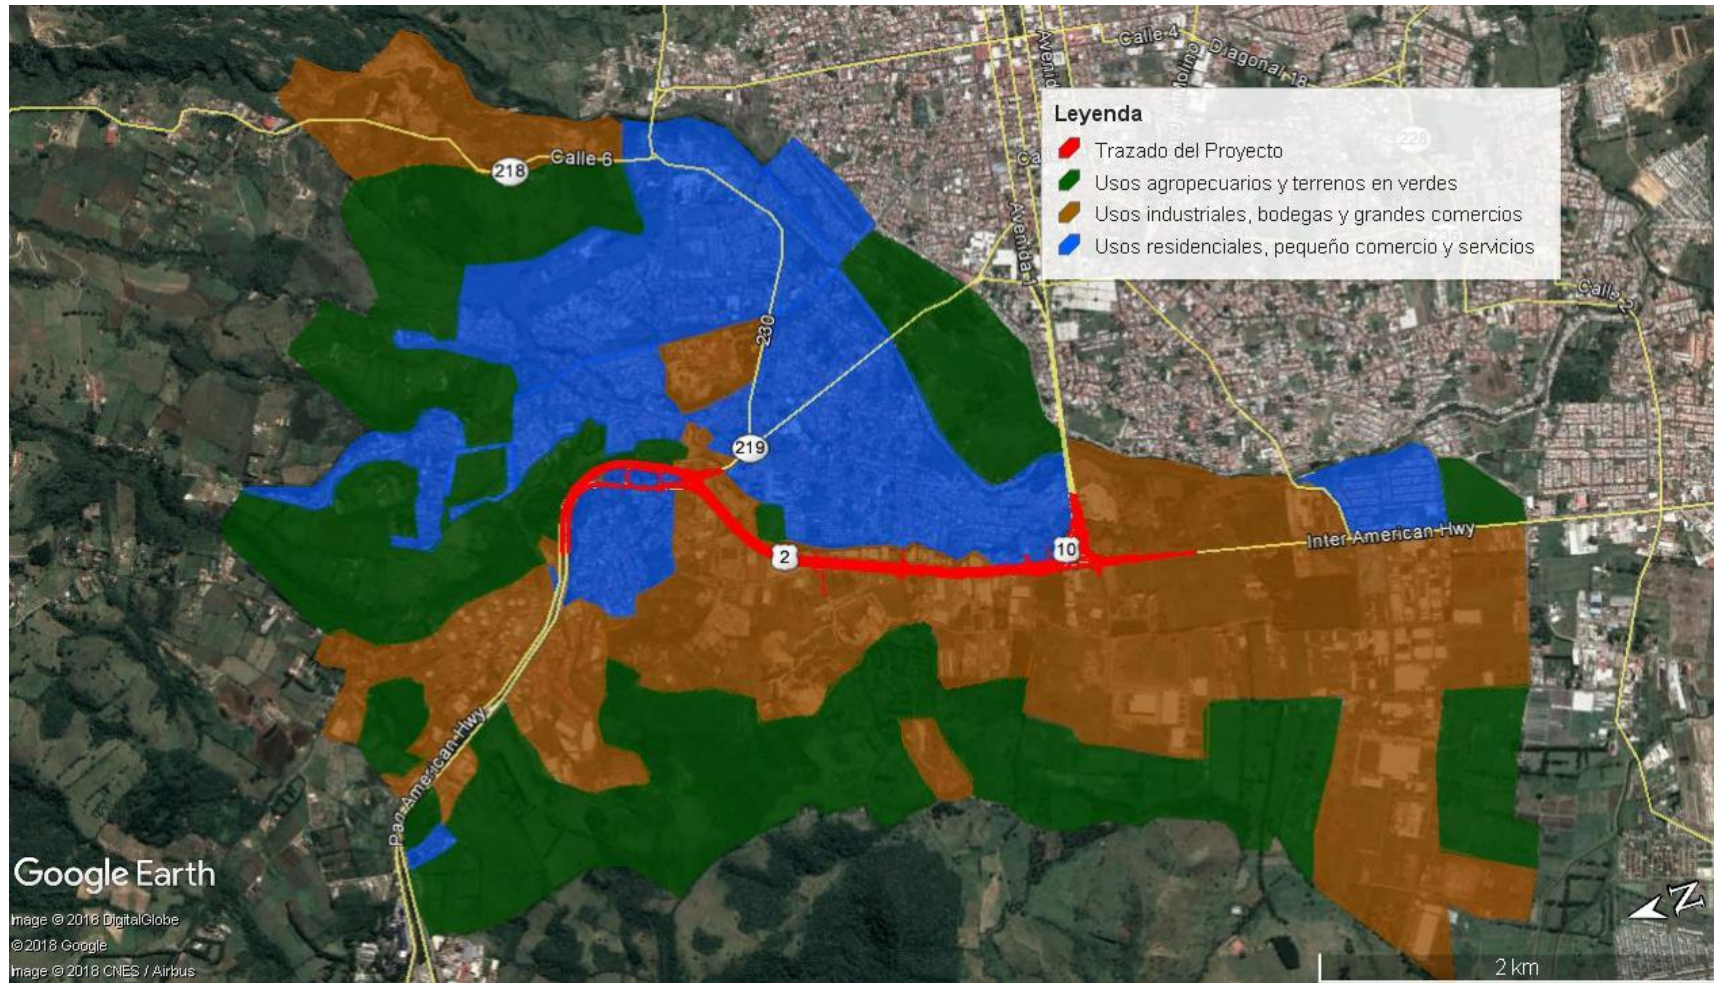 Calle 4
Diagonal 18
Molino
Avenida
Leyenda
Trazado del Proyecto
Usos agropecuarios y terrenos en verdes
Usos industriales, bodegas y grandes comercios
Usos residenciales, pequeño comercio y servicios
228
Calle 6
218
Avenida 1
Calle 2
230
219
Inter American Hwy
10
2
Pan American Hwy
Google Earth
Image © 2018 DigitalGlobe
© 2018 Google
Image © 2018 CNES / Airbus
N
2 km